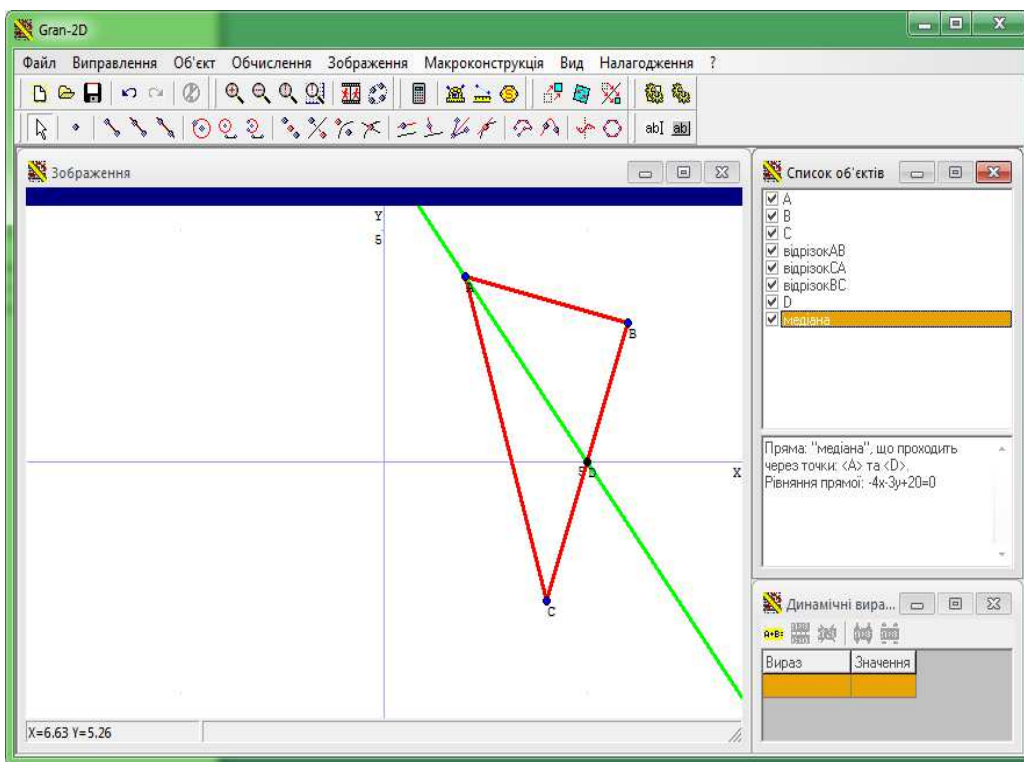 Gran-2D
Файл Виправлення Об'єкт Обчислення Зображення Макроконструкція Вид Налагодження ?
abI ab
Зображення
Y
5
A
B
5 D
X
C
X=6.63 Y=5.26
Список об'єктів
A
B
C
відрізокAB
відрізокCA
відрізокBC
D
медіана
Пряма: "медіана", що проходить
через точки: <A> та <D>.
Рівняння прямої: -4x-3y+20=0
Динамічні вира...
A+B=
Вираз Значення